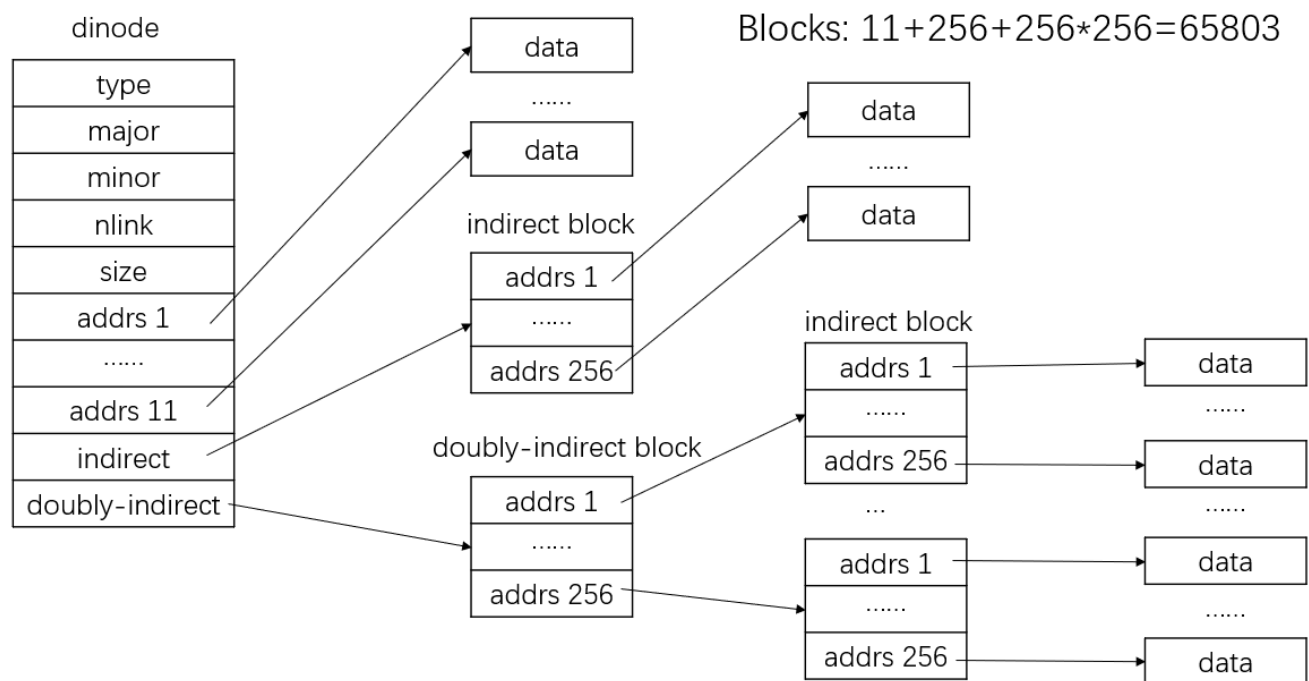 dinode
type
major
minor
nlink
size
addrs 1
……
addrs 11
indirect
doubly-indirect
data
……
data
indirect block
addrs 1
……
addrs 256
doubly-indirect block
addrs 1
……
addrs 256
Blocks: 11+256+256*256=65803
data
……
data
indirect block
addrs 1
……
addrs 256
...
addrs 1
……
addrs 256
data
……
data
……
data
……
data